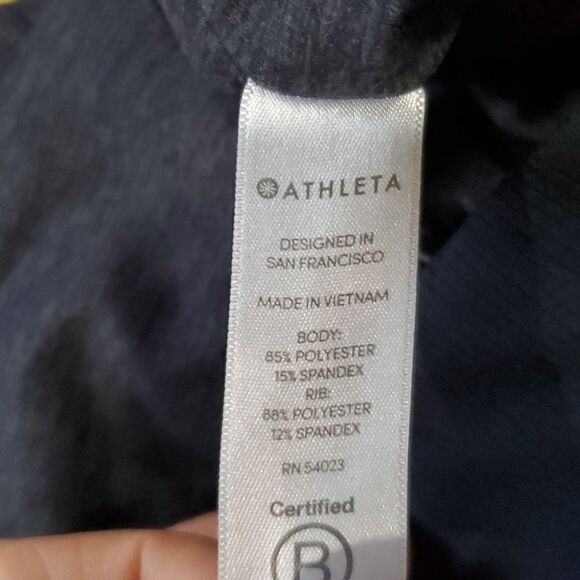 ATHLETA
DESIGNED IN
SAN FRANCISCO
MADE IN VIETNAM
BODY:
85% POLYESTER
15% SPANDEX
RIB:
88% POLYESTER
12% SPANDEX
RN 54023
Certified
B